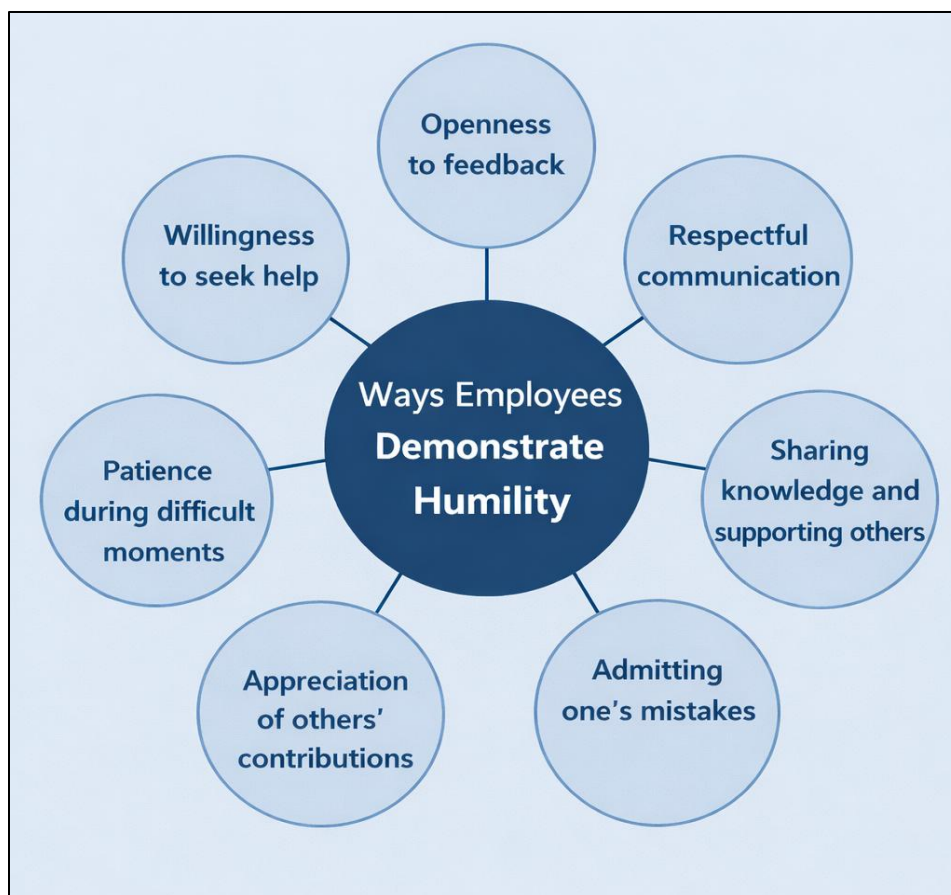 Ways Employees
Demonstrate
Humility
Openness
to feedback
Respectful
communication
Sharing
knowledge and
supporting others
Admitting
one's mistakes
Appreciation
of others'
contributions
Patience
during difficult
moments
Willingness
to seek help